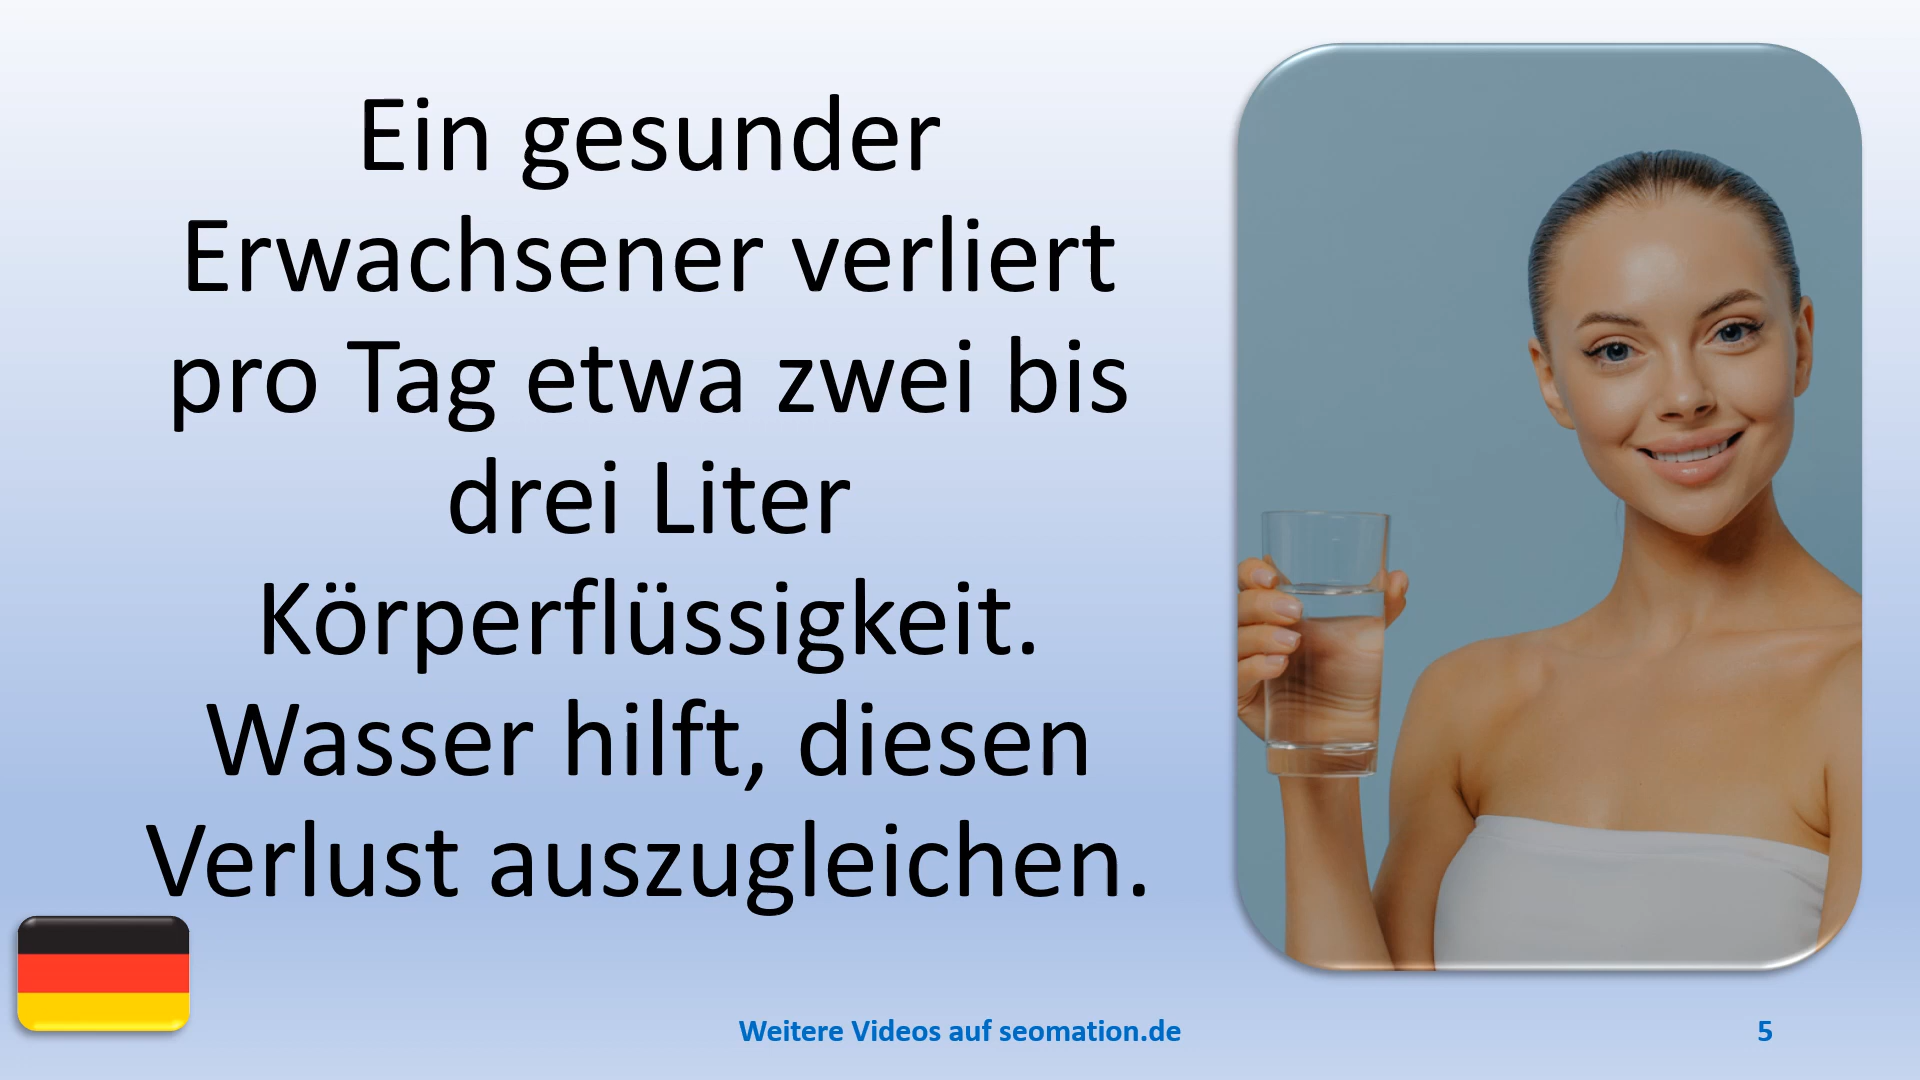 Ein gesunder
Erwachsener verliert
pro Tag etwa zwei bis
drei Liter
Körperflüssigkeit.
Wasser hilft, diesen
Verlust auszugleichen.
Weitere Videos auf seomation.de
5